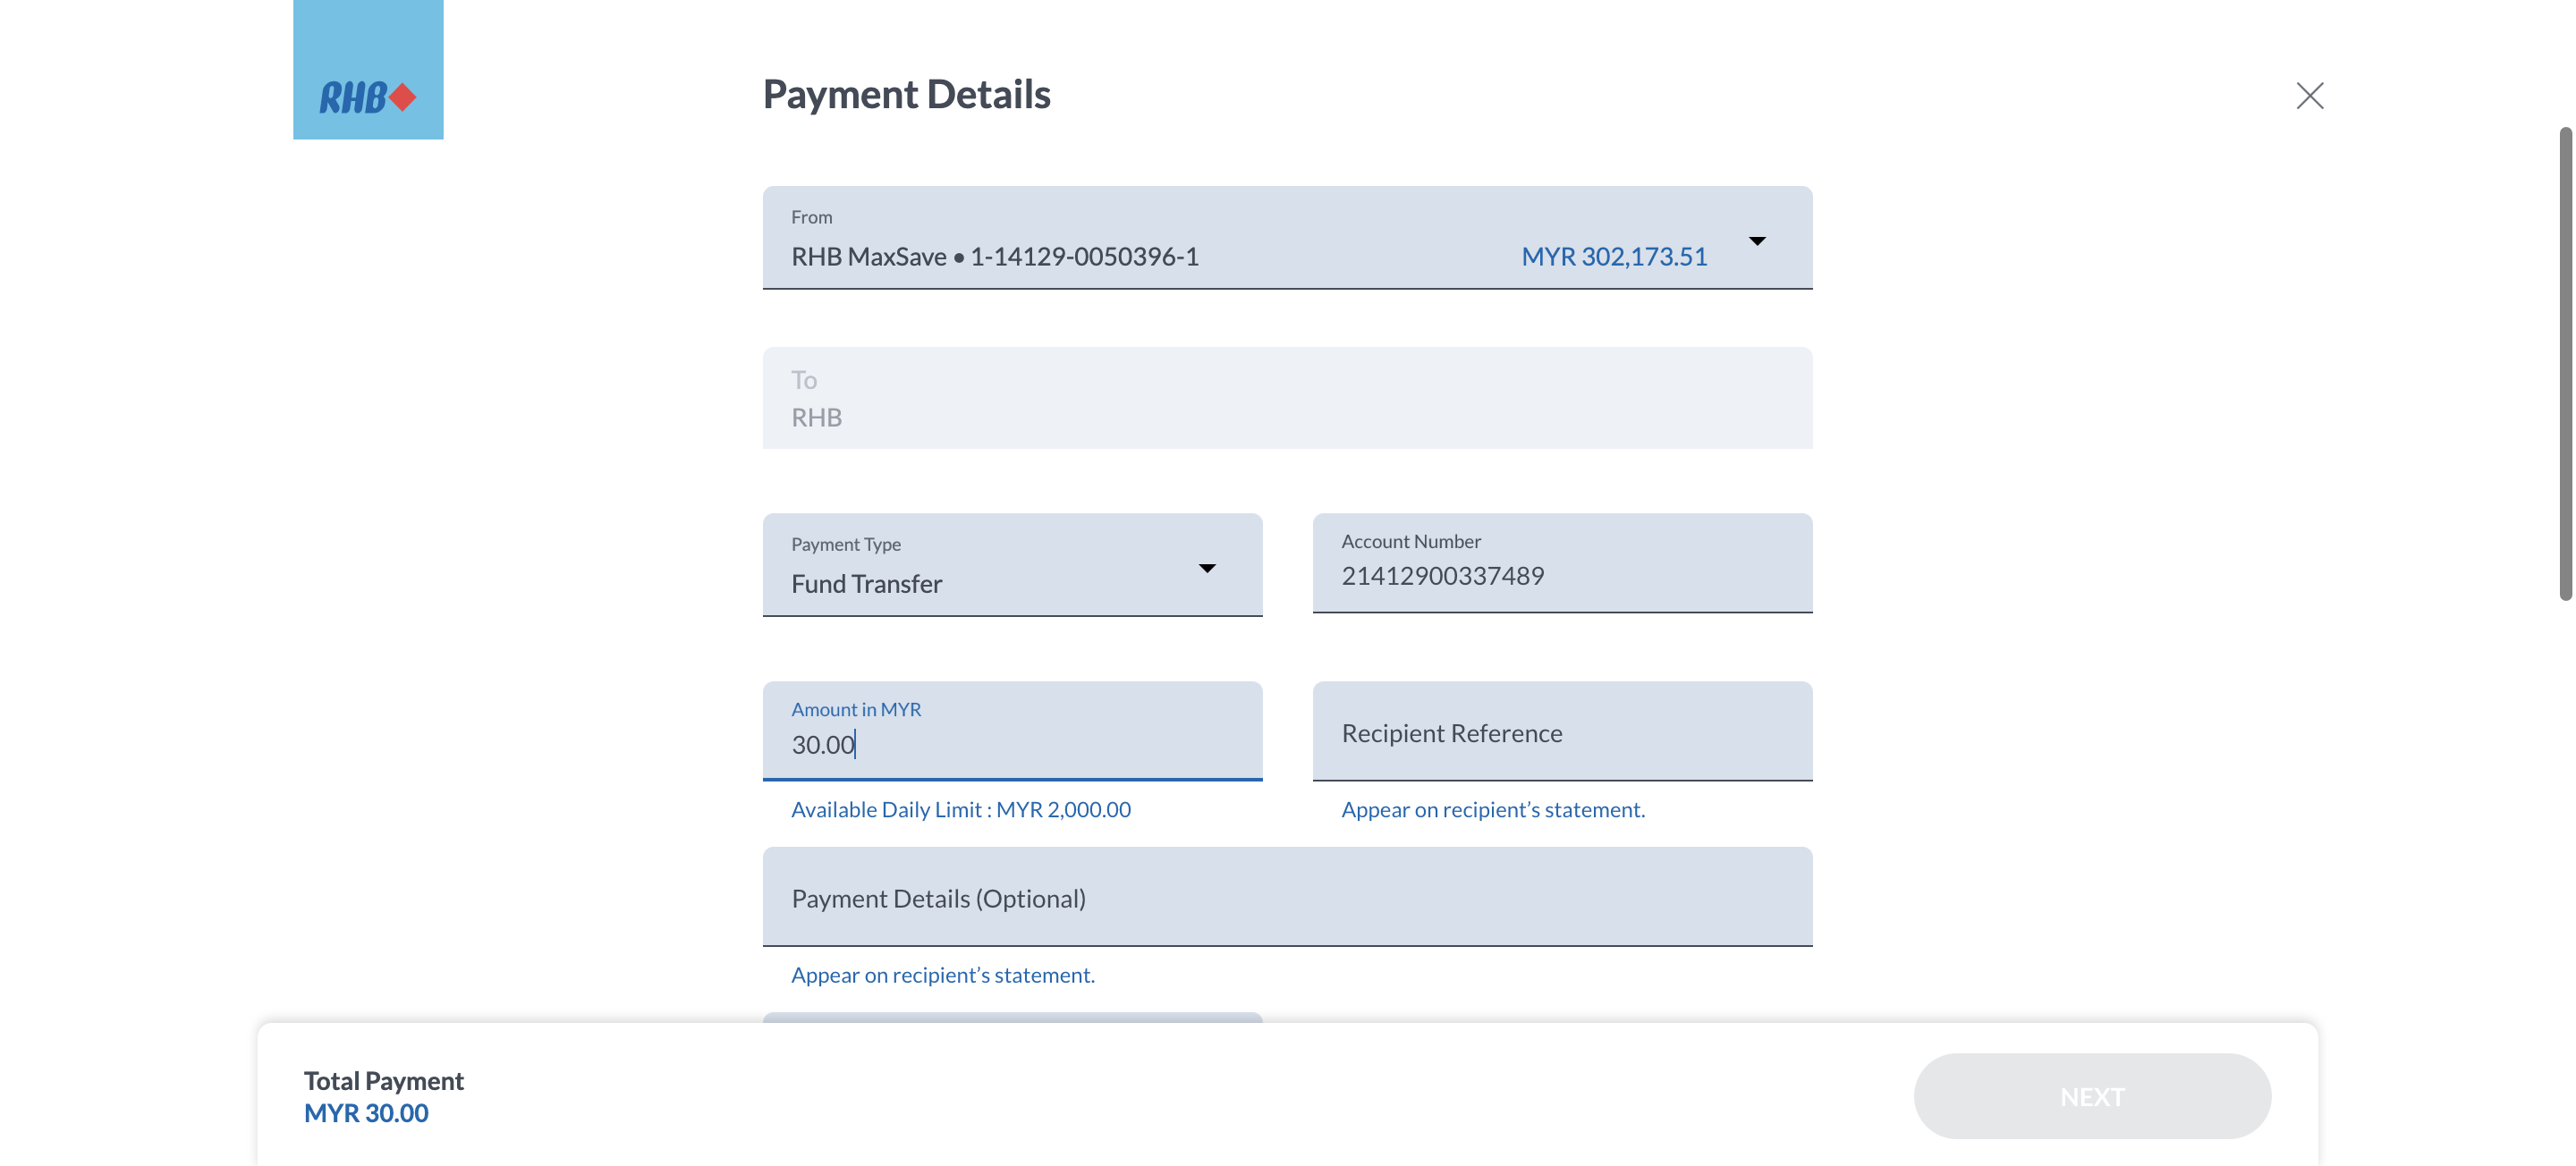 RHB
Payment Details
From
RHB MaxSave • 1-14129-0050396-1 MYR 302,173.51
To
RHB
Payment Type
Fund Transfer
Account Number
21412900337489
Amount in MYR
30.00
Available Daily Limit : MYR 2,000.00
Recipient Reference
Appear on recipient’s statement.
Payment Details (Optional)
Appear on recipient’s statement.
Total Payment
MYR 30.00
NEXT